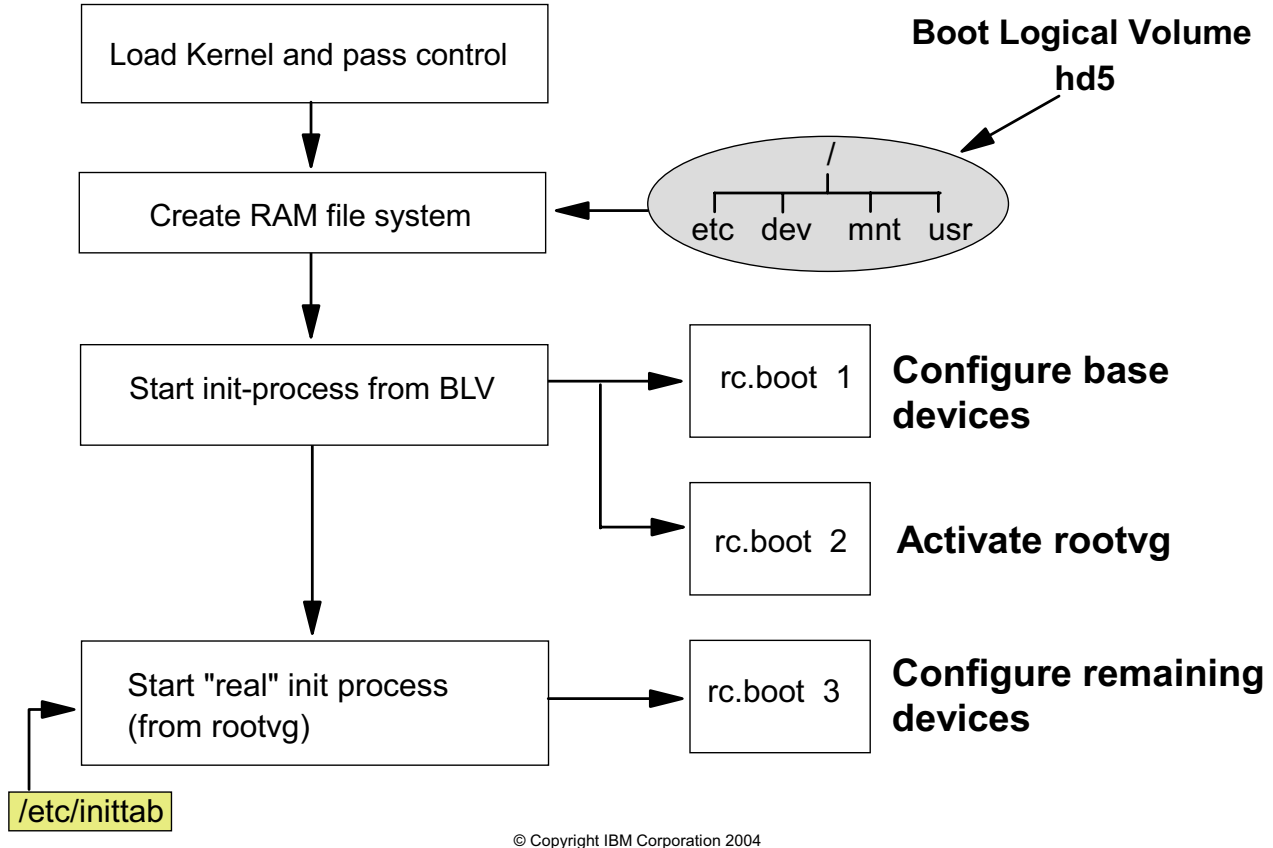 Load Kernel and pass control
Boot Logical Volume
hd5
/
etc dev mnt usr
Create RAM file system
Start init-process from BLV
rc.boot 1
Configure base
devices
rc.boot 2
Activate rootvg
Start "real" init process
(from rootvg)
rc.boot 3
Configure remaining
devices
/etc/inittab
© Copyright IBM Corporation 2004